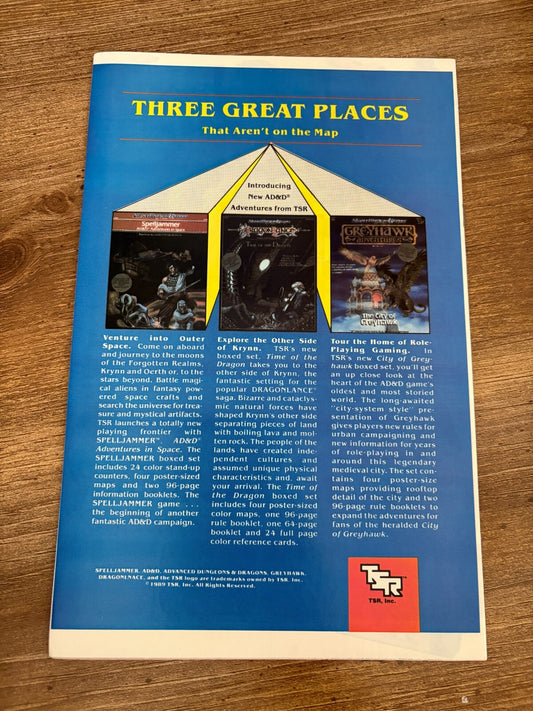 THREE GREAT PLACES
That Aren't on the Map
Introducing
New AD&D®
Adventures from TSR
Spelljammer
AD&D® Adventures in Space
DRAGONLANCE
Time of the Dragon
GREYHAWK
ADVENTURES
The City of
Greyhawk
Venture into Outer
Space. Come on aboard
and journey to the moons
of the Forgotten Realms,
Krynn and Oerth or, to the
stars beyond. Battle magi-
cal aliens in fantasy pow-
ered space crafts and
search the universe for trea-
sure and mystical artifacts.
TSR launches a totally new
playing frontier with
SPELLJAMMER™, AD&D®
Adventures in Space. The
SPELLJAMMER boxed set
includes 24 color stand-up
counters, four poster-sized
maps and two 96-page
information booklets. The
SPELLJAMMER game . . .
the beginning of another
fantastic AD&D campaign.
Explore the Other Side
of Krynn. TSR's new
boxed set, Time of the
Dragon takes you to the
other side of Krynn, the
fantastic setting for the
popular DRAGONLANCE®
saga. Bizarre and cataclys-
mic natural forces have
shaped Krynn's other side
separating pieces of land
with boiling lava and mol-
ten rock. The people of the
lands have created inde-
pendent cultures and
assumed unique physical
characteristics and, await
your arrival. The Time of
the Dragon boxed set
includes four poster-sized
color maps, one 96-page
rule booklet, one 64-page
booklet and 24 full page
color reference cards.
Tour the Home of Role-
Playing Gaming. In
TSR's new City of Grey-
hawk boxed set, you'll get
an up close look at the
heart of the AD&D game's
oldest and most storied
world. The long-awaited
"city-system style" pre-
sentation of Greyhawk
gives players new rules for
urban campaigning and
new information for years
of role-playing in and
around this legendary
medieval city. The set con-
tains four poster-size
maps providing rooftop
detail of the city and two
96-page rule booklets to
expand the adventures for
fans of the heralded City
of Greyhawk.
SPELLJAMMER, AD&D, ADVANCED DUNGEONS & DRAGONS, GREYHAWK,
DRAGONLNACE, and the TSR logo are trademarks owned by TSR, Inc.
©1989 TSR, Inc. All Rights Reserved.
TSR
TSR, Inc.